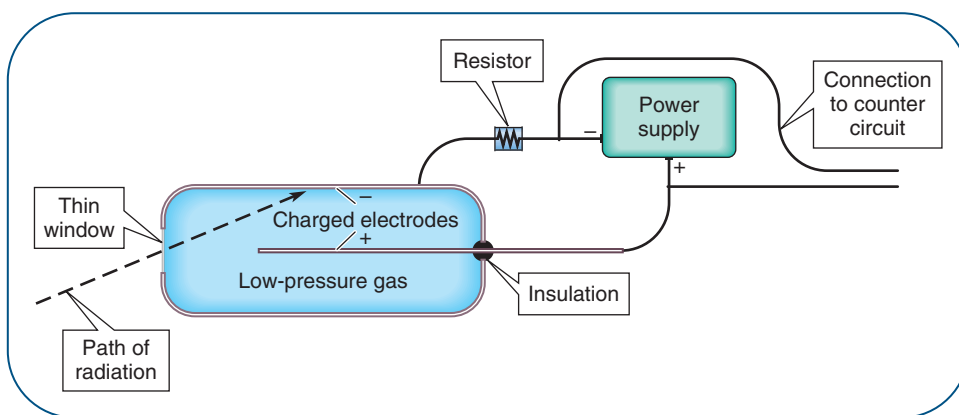 Resistor
Power
supply
−
+
Connection
to counter
circuit
Thin
window
−
Charged electrodes
+
Low-pressure gas
Insulation
Path of
radiation